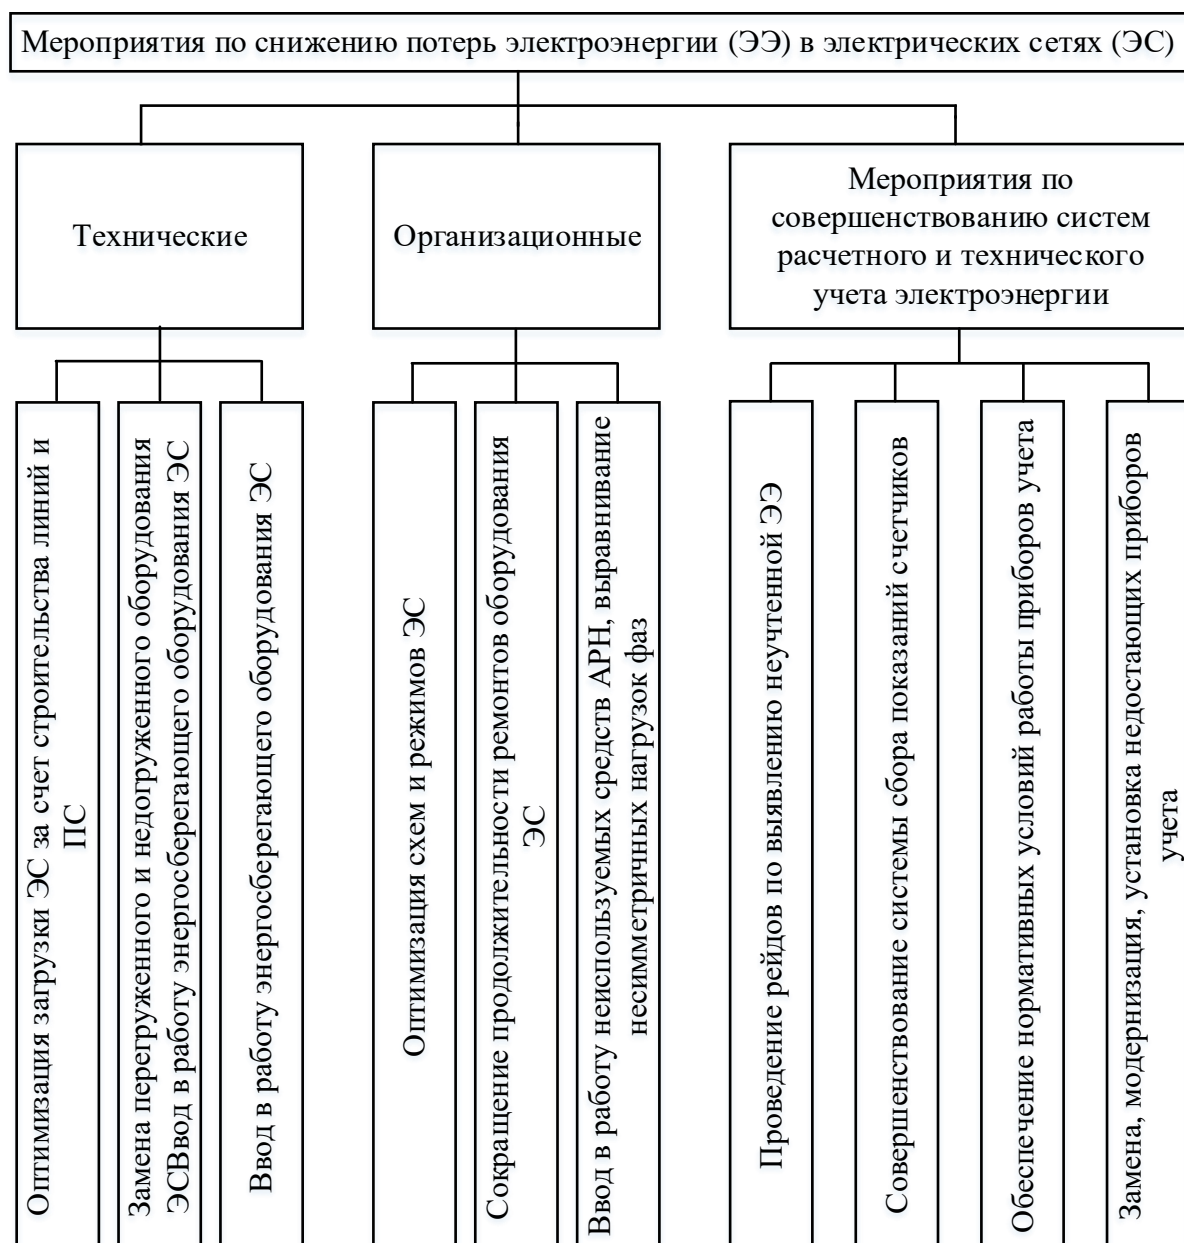 Мероприятия по снижению потерь электроэнергии (ЭЭ) в электрических сетях (ЭС)
Технические
Организационные
Мероприятия по
совершенствованию систем
расчетного и технического
учета электроэнергии
Оптимизация загрузки ЭС за счет строительства линий и
ПС
Замена перегруженного и недогруженного оборудования
ЭСВвод в работу энергосберегающего оборудования ЭС
Ввод в работу энергосберегающего оборудования ЭС
Оптимизация схем и режимов ЭС
Сокращение продолжительности ремонтов оборудования
ЭС
Ввод в работу неиспользуемых средств АРН, выравнивание
несимметричных нагрузок фаз
Проведение рейдов по выявлению неучтенной ЭЭ
Совершенствование системы сбора показаний счетчиков
Обеспечение нормативных условий работы приборов учета
Замена, модернизация, установка недостающих приборов
учета